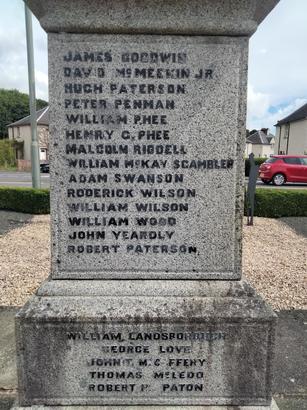 JAMES GOODWIN
DAVID McMEEKIN JR
HUGH PATERSON
PETER PENMAN
WILLIAM PHEE
HENRY G. PHEE
MALCOLM RIDDELL
WILLIAM McKAY SCAMBLER
ADAM SWANSON
RODERICK WILSON
WILLIAM WILSON
WILLIAM WOOD
JOHN YEARDLY
ROBERT PATERSON
WILLIAM LANDSBOROUGH
GEORGE LOVE
JOHN T.
THOMAS McLEOD
ROBERT PATON